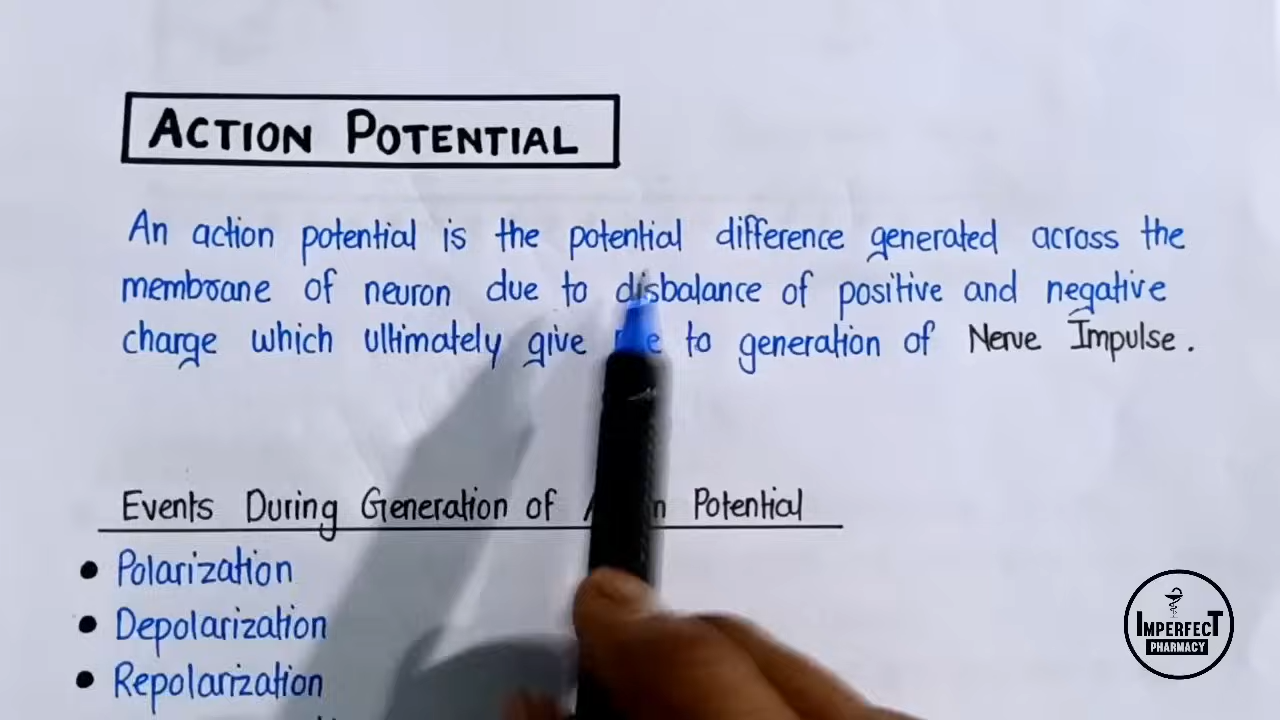 ACTION POTENTIAL
An action potential is the potential difference generated across the
membrane of neuron due to disbalance of positive and negative
charge which ultimately give to generation of Nerve Impulse.
Events During Generation of Potential
• Polarization
• Depolarization
• Repolarization
IMPERFECT
PHARMACY